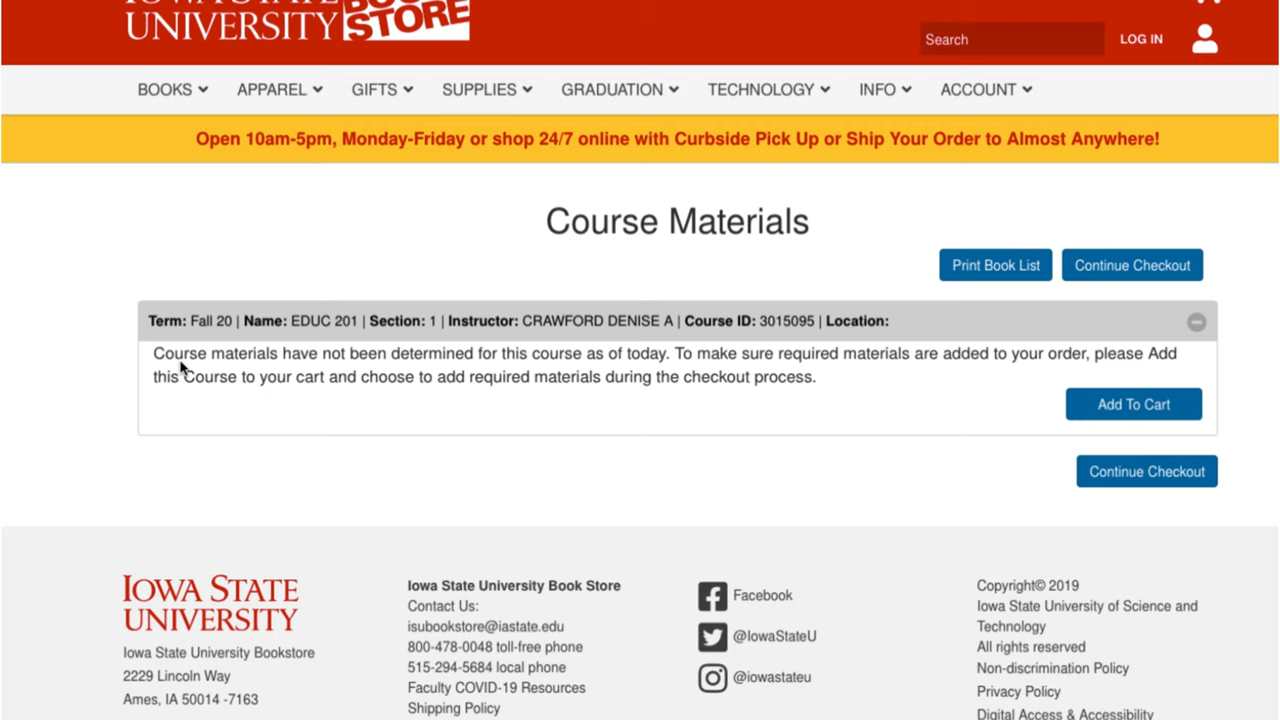 IOWA STATE
UNIVERSITY
BOOK
STORE
Search
LOG IN
BOOKS APPAREL GIFTS SUPPLIES GRADUATION TECHNOLOGY INFO ACCOUNT
Open 10am-5pm, Monday-Friday or shop 24/7 online with Curbside Pick Up or Ship Your Order to Almost Anywhere!
Course Materials
Print Book List
Continue Checkout
Term: Fall 20 | Name: EDUC 201 | Section: 1 | Instructor: CRAWFORD DENISE A | Course ID: 3015095 | Location:
Course materials have not been determined for this course as of today. To make sure required materials are added to your order, please Add
this Course to your cart and choose to add required materials during the checkout process.
Add To Cart
Continue Checkout
IOWA STATE
UNIVERSITY
Iowa State University Bookstore
2229 Lincoln Way
Ames, IA 50014 -7163
Iowa State University Book Store
Contact Us:
isubookstore@iastate.edu
800-478-0048 toll-free phone
515-294-5684 local phone
Faculty COVID-19 Resources
Shipping Policy
Facebook
@IowaStateU
@iowastateu
Copyright© 2019
Iowa State University of Science and
Technology
All rights reserved
Non-discrimination Policy
Privacy Policy
Digital Access & Accessibility